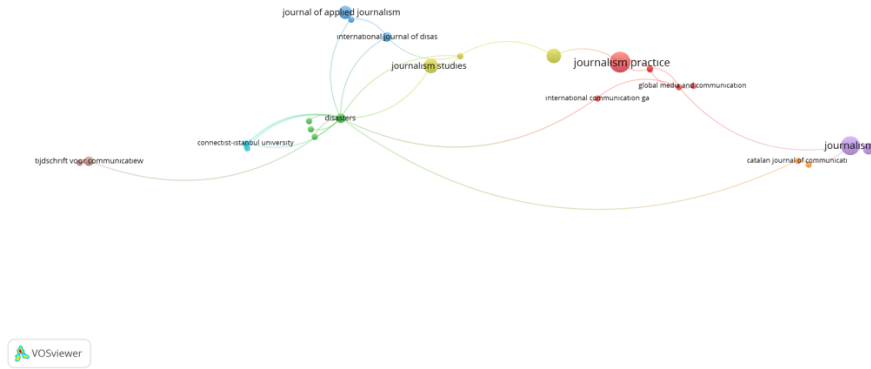 journal of applied journalism
international journal of disas
journalism studies
journalism practice
global media and communication
international communication ga
disasters
connectist-istanbul university
journalism
tijdschrift voor communicatiew
catalan journal of communicati
VOSviewer